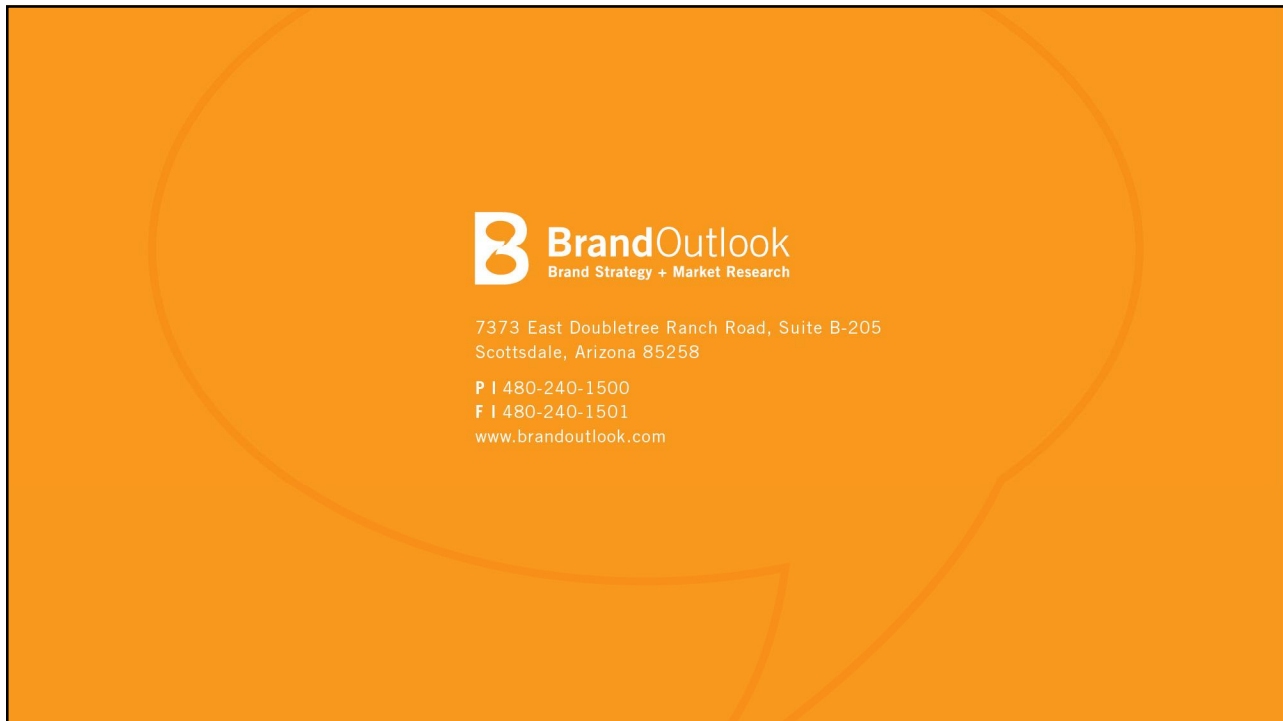 BrandOutlook
Brand Strategy + Market Research
7373 East Doubletree Ranch Road, Suite B-205
Scottsdale, Arizona 85258
P | 480-240-1500
F | 480-240-1501
www.brandoutlook.com